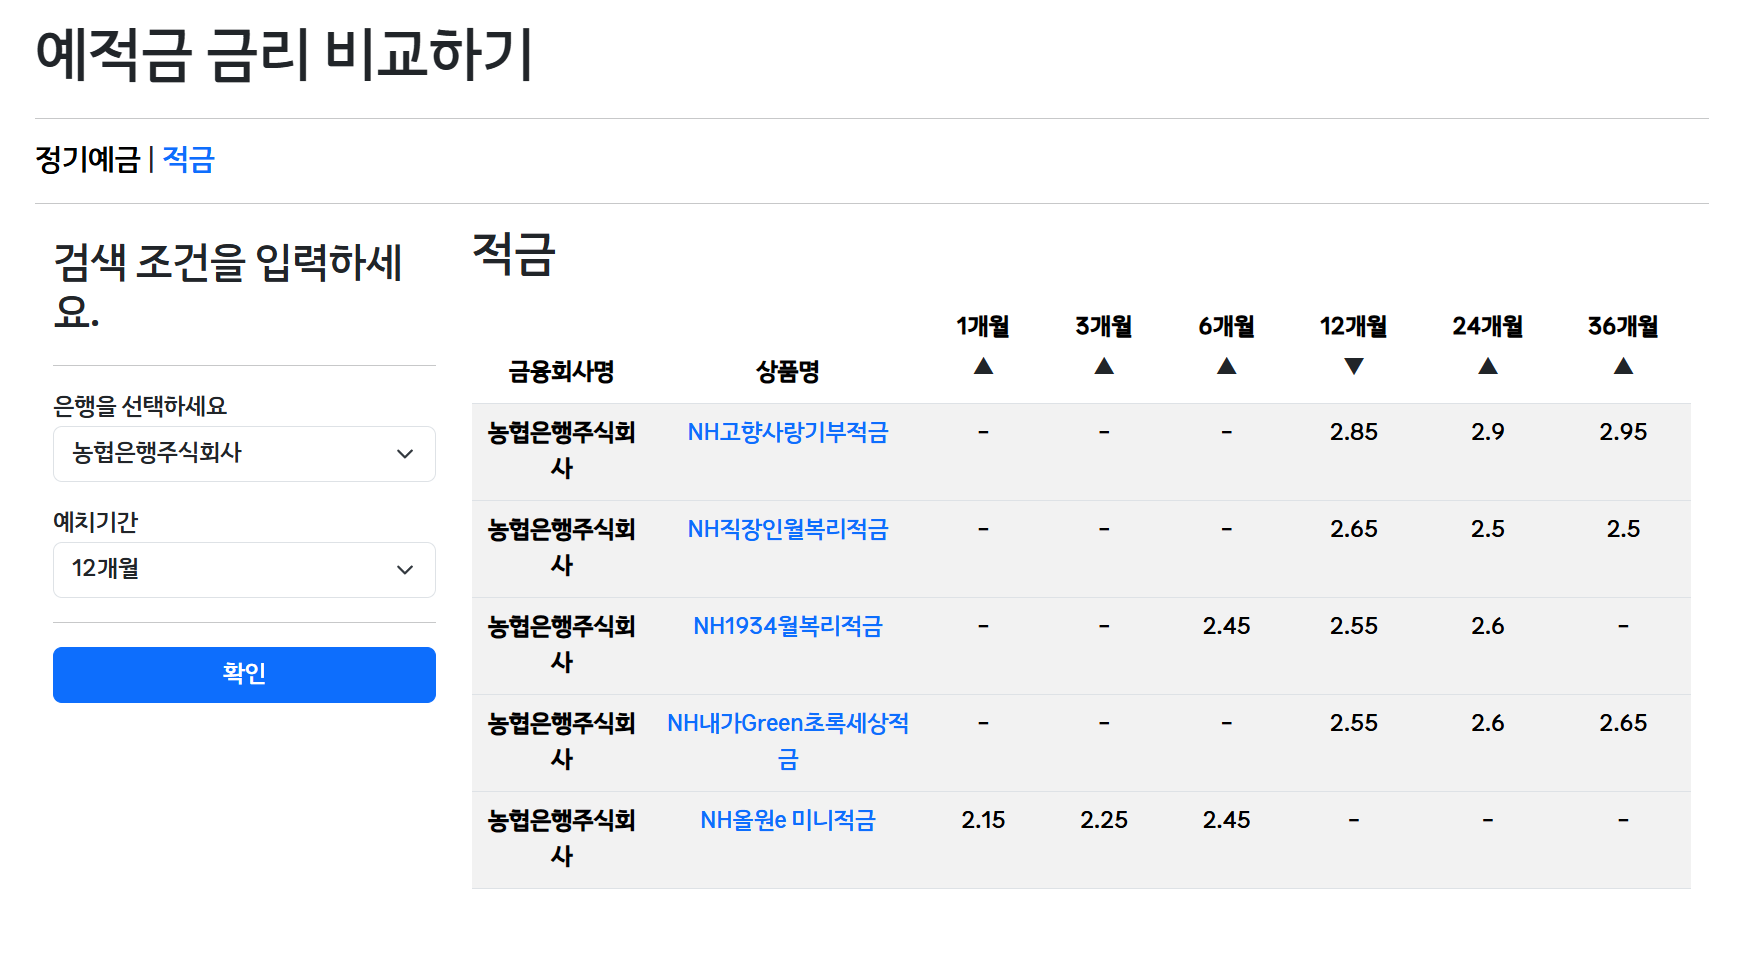 예적금 금리 비교하기
정기예금 | 적금
검색 조건을 입력하세
요.
은행을 선택하세요
농협은행주식회사
예치기간
12개월
확인
적금
금융회사명 상품명 1개월 ▲ 3개월 ▲ 6개월 ▲ 12개월 ▼ 24개월 ▲ 36개월 ▲
농협은행주식회 NH고향사랑기부적금 - - - 2.85 2.9 2.95
사
농협은행주식회 NH직장인월복리적금 - - - 2.65 2.5 2.5
사
농협은행주식회 NH1934월복리적금 - - 2.45 2.55 2.6 -
사
농협은행주식회 NH내가Green초록세상적 - - - 2.55 2.6 2.65
사 금
농협은행주식회 NH올원e 미니적금 2.15 2.25 2.45 - - -
사